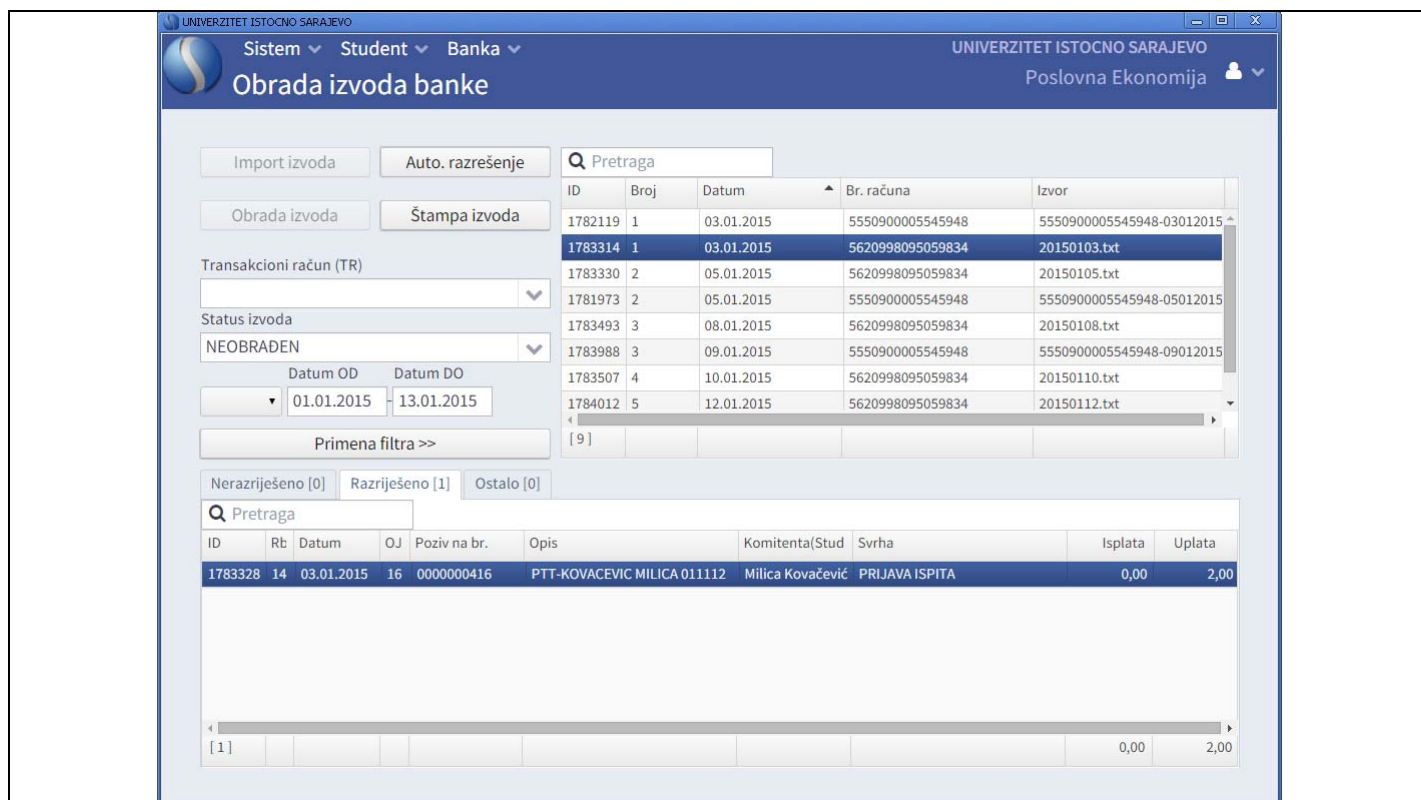 UNIVERZITET ISTOCNO SARAJEVO
Sistem Student Banka
UNIVERZITET ISTOCNO SARAJEVO
Obrada izvoda banke
Poslovna Ekonomija
Import izvoda Auto. razrešenje
Obrada izvoda Štampa izvoda
Transakcioni račun (TR)
Status izvoda
NEOBRAĐEN
Datum OD Datum DO
01.01.2015 - 13.01.2015
Primena filtra >>
Pretraga
ID Broj Datum Br. računa Izvor
1782119 1 03.01.2015 5550900005545948 5550900005545948-03012015
1783314 1 03.01.2015 5620998095059834 20150103.txt
1783330 2 05.01.2015 5620998095059834 20150105.txt
1781973 2 05.01.2015 5550900005545948 5550900005545948-05012015
1783493 3 08.01.2015 5620998095059834 20150108.txt
1783988 3 09.01.2015 5550900005545948 5550900005545948-09012015
1783507 4 10.01.2015 5620998095059834 20150110.txt
1784012 5 12.01.2015 5620998095059834 20150112.txt
[ 9 ]
Nerazriješeno [0] Razriješeno [1] Ostalo [0]
Pretraga
ID Rb Datum OJ Poziv na br. Opis Komitenta(Stud Svrha Isplata Uplata
1783328 14 03.01.2015 16 0000000416 PTT-KOVACEVIC MILICA 011112 Milica Kovačević PRIJAVA ISPITA 0,00 2,00
[ 1 ] 0,00 2,00